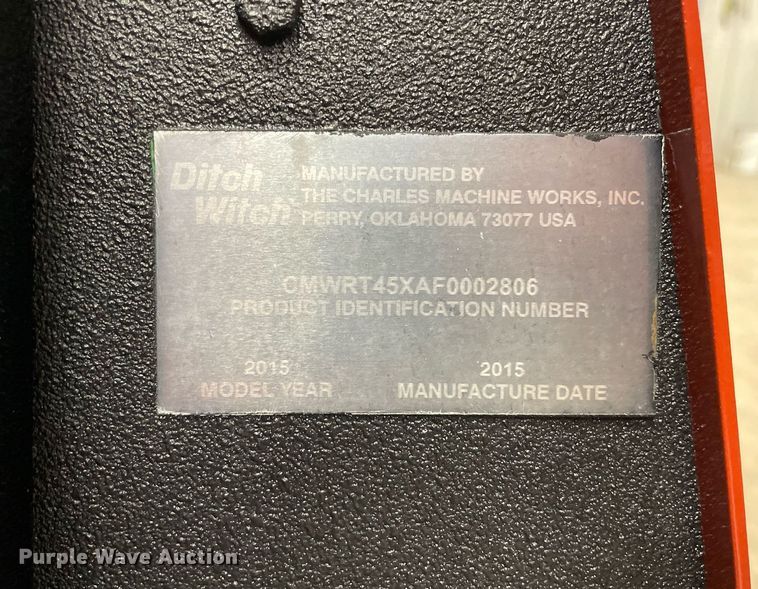 Ditch
Witch
MANUFACTURED BY
THE CHARLES MACHINE WORKS, INC.
PERRY, OKLAHOMA 73077 USA
CMWRT45XAF0002806
PRODUCT IDENTIFICATION NUMBER
2015
MODEL YEAR
2015
MANUFACTURE DATE
Purple Wave Auction